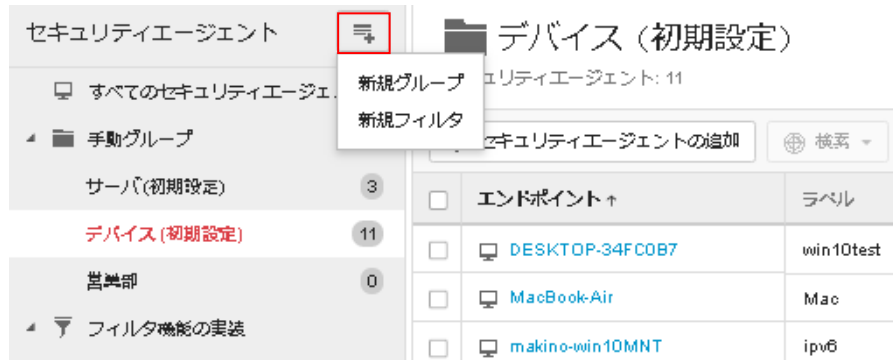 セキュリティエージェント
すべてのセキュリティエージェ
手動グループ
サーバ(初期設定) 3
デバイス (初期設定) 11
営業部 0
フィルタ機能の実装
新規グループ
新規フィルタ
デバイス (初期設定)
ュリティエージェント: 11
セキュリティエージェントの追加 検索
エンドポイント↑ ラベル
DESKTOP-34FC0B7 win10test
MacBook-Air Mac
makino-win10MNT ipv6